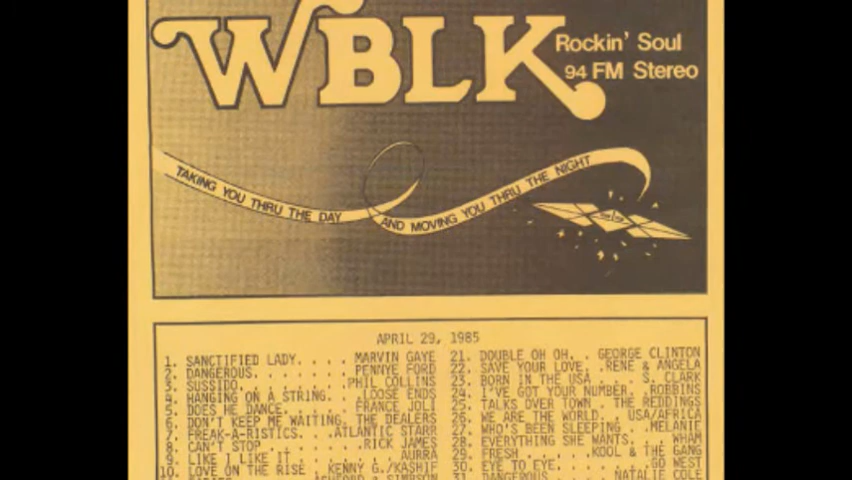 WBLK
Rockin' Soul
94 FM Stereo
TAKING YOU THRU THE DAY
AND MOVING YOU THRU THE NIGHT
APRIL 29, 1985
1. SANCTIFIED LADY. . . . . MARVIN GAYE
2. DANGEROUS. . . . . . . . PENNYE FORD
3. SUSSIDO. . . . . . . . . PHIL COLLINS
4. HANGING ON A STRING. . . .LOOSE ENDS
5. DOES HE DANCE. . . . . FRANCE JOLI
6. DON'T KEEP ME WAITING. THE DEALERS
7. FREAK-A-RISTICS. . .ATLANTIC STARR
8. CAN'T STOP . . . . . . . RICK JAMES
9. LIKE I LIKE IT . . . . . . . AURRA
10. LOVE ON THE RISE . KENNY G./KASHIF
ASHFORD & SIMPSON
21. DOUBLE OH OH. . GEORGE CLINTON
22. SAVE YOUR LOVE. .RENE & ANGELA
23. BORN IN THE USA . . . S. CLARK
24. I'VE GOT YOUR NUMBER. .ROBBINS
25. TALKS OVER TOWN . THE REDDINGS
26. WE ARE THE WORLD. . USA/AFRICA
27. WHO'S BEEN SLEEPING . .MELANIE
28. EVERYTHING SHE WANTS. . . WHAM
29. FRESH . . . . .KOOL & THE GANG
30. EYE TO EYE. . . . . . .GO WEST
31. DANGEROUS. . . . . NATALIE COLE